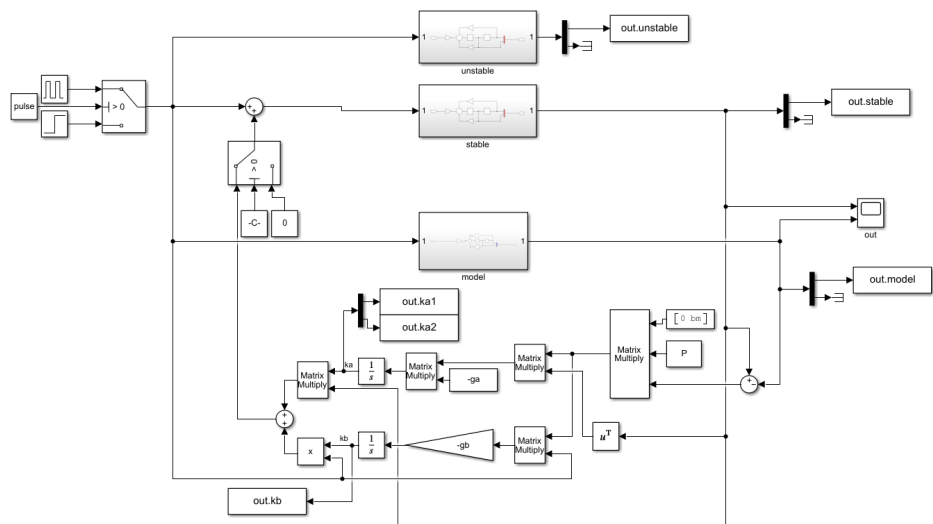 1
1
unstable
out.unstable
pulse
> 0
+
+
1
1
stable
out.stable
> 0
-C-
0
1
1
model
out
out.model
out.ka1
out.ka2
[0 bm]
P
Matrix
Multiply
ka
1
s
Matrix
Multiply
-ga
Matrix
Multiply
Matrix
Multiply
+
−
+
+
x
kb
1
s
-gb
Matrix
Multiply
uᵀ
out.kb